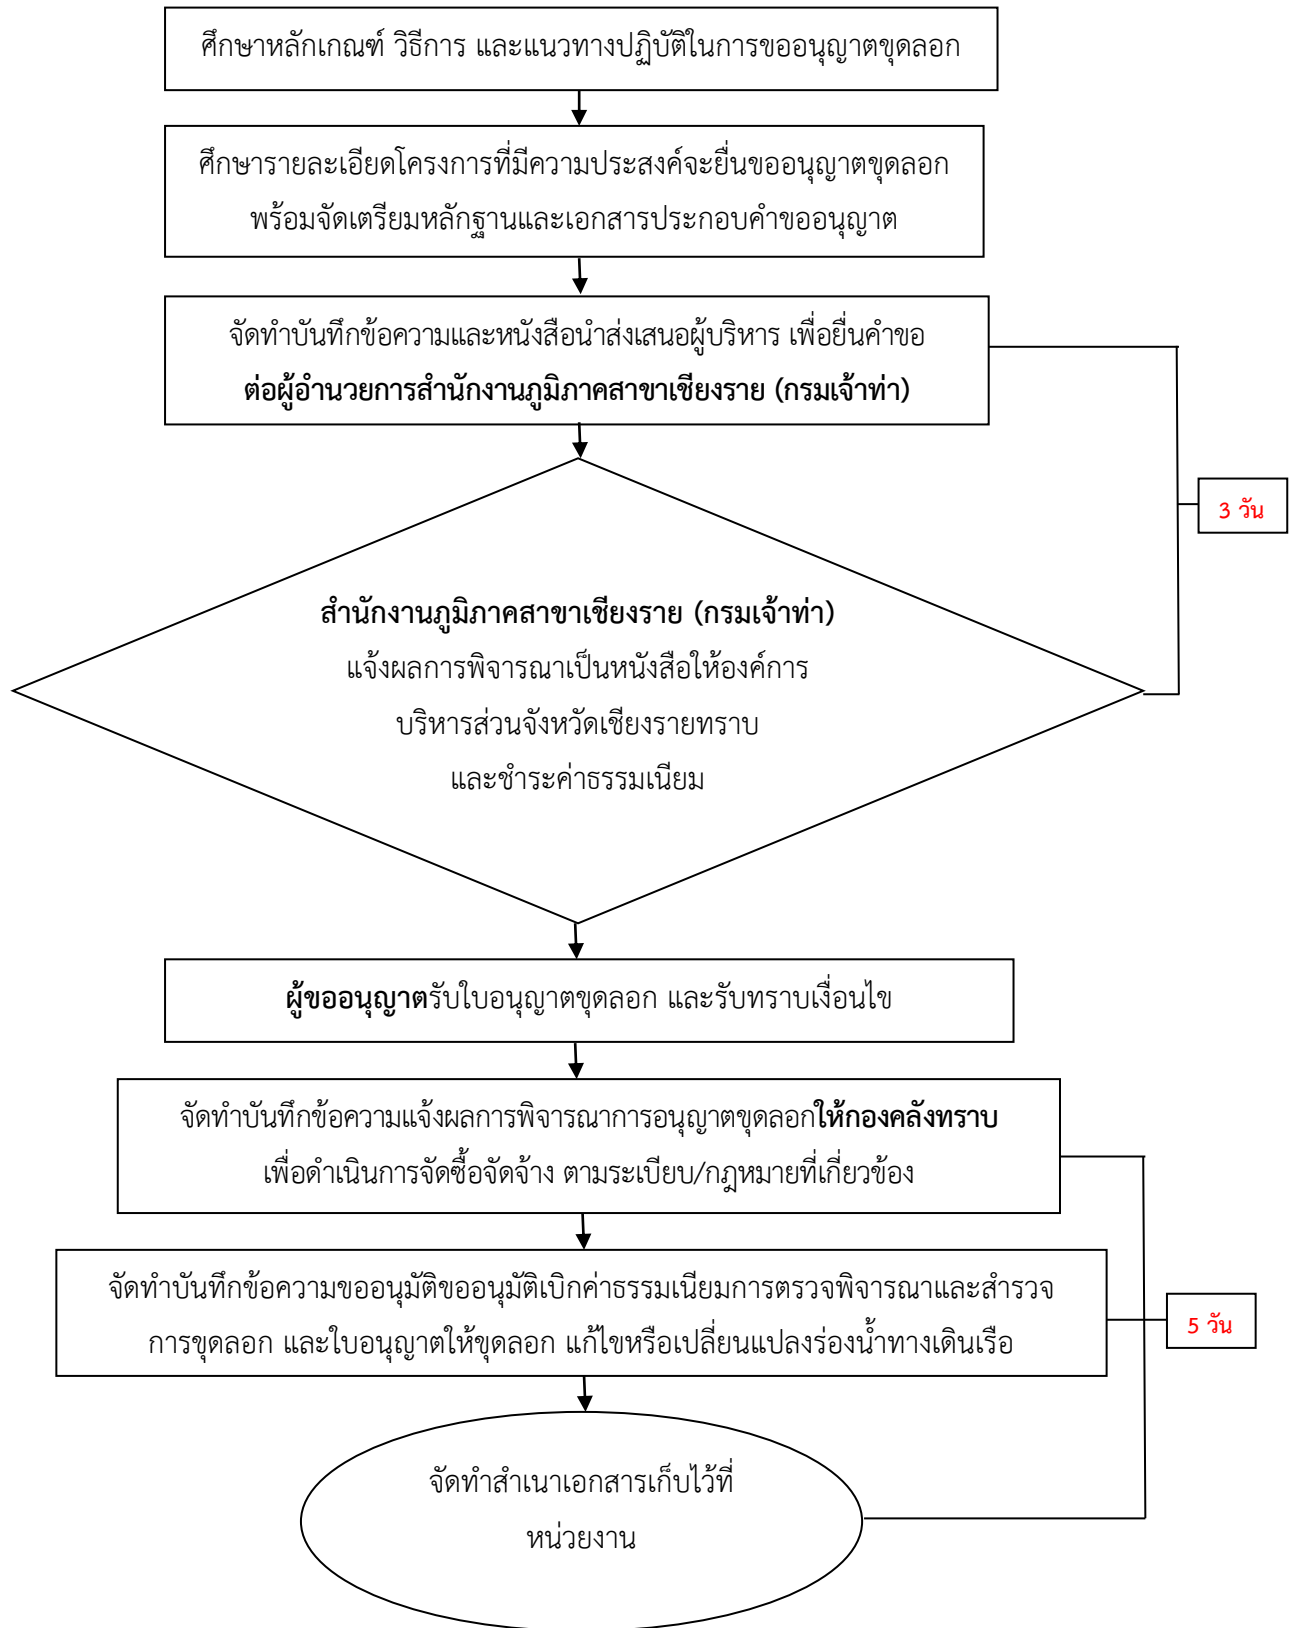 ศึกษาหลักเกณฑ์ วิธีการ และแนวทางปฏิบัติในการขออนุญาตขุดลอก
ศึกษารายละเอียดโครงการที่มีความประสงค์จะยื่นขออนุญาตขุดลอก
พร้อมจัดเตรียมหลักฐานและเอกสารประกอบคำขออนุญาต
จัดทำบันทึกข้อความและหนังสือนำส่งเสนอผู้บริหาร เพื่อยื่นคำขอ
ต่อผู้อำนวยการสำนักงานภูมิภาคสาขาเชียงราย (กรมเจ้าท่า)
3 วัน
สำนักงานภูมิภาคสาขาเชียงราย (กรมเจ้าท่า)
แจ้งผลการพิจารณาเป็นหนังสือให้องค์การ
บริหารส่วนจังหวัดเชียงรายทราบ
และชำระค่าธรรมเนียม
ผู้ขออนุญาตรับใบอนุญาตขุดลอก และรับทราบเงื่อนไข
จัดทำบันทึกข้อความแจ้งผลการพิจารณาการอนุญาตขุดลอกให้กองคลังทราบ
เพื่อดำเนินการจัดซื้อจัดจ้าง ตามระเบียบ/กฎหมายที่เกี่ยวข้อง
จัดทำบันทึกข้อความขออนุมัติขออนุมัติเบิกค่าธรรมเนียมการตรวจพิจารณาและสำรวจ
การขุดลอก และใบอนุญาตให้ขุดลอก แก้ไขหรือเปลี่ยนแปลงร่องน้ำทางเดินเรือ
5 วัน
จัดทำสำเนาเอกสารเก็บไว้ที่
หน่วยงาน